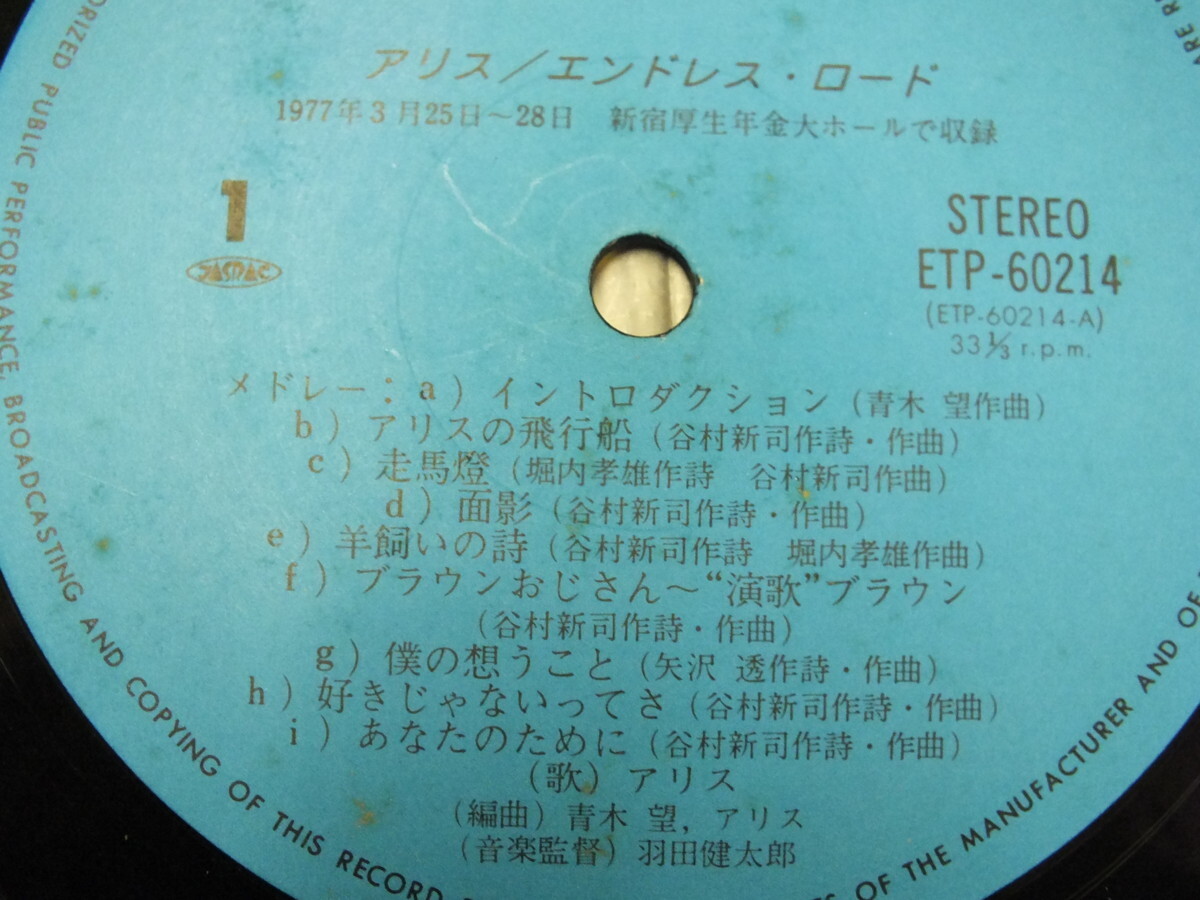 アリス/エンドレス・ロード
1977年3月25日〜28日 新宿厚生年金大ホールで収録
1
JASRAC
STEREO
ETP-60214
(ETP-60214-A)
33⅓ r.p.m.
メドレー：a）イントロダクション（青木 望作曲）
b）アリスの飛行船（谷村新司作詩・作曲）
c）走馬燈（堀内孝雄作詩 谷村新司作曲）
d）面影（谷村新司作詩・作曲）
e）羊飼いの詩（谷村新司作詩 堀内孝雄作曲）
f）ブラウンおじさん〜“演歌”ブラウン
（谷村新司作詩・作曲）
g）僕の想うこと（矢沢 透作詩・作曲）
h）好きじゃないってさ（谷村新司作詩・作曲）
i）あなたのために（谷村新司作詩・作曲）
（歌）アリス
（編曲）青木 望, アリス
（音楽監督）羽田健太郎
PUBLIC PERFORMANCE, BROADCASTING AND COPYING OF THIS RECORD
OF THE MANUFACTURER AND OF